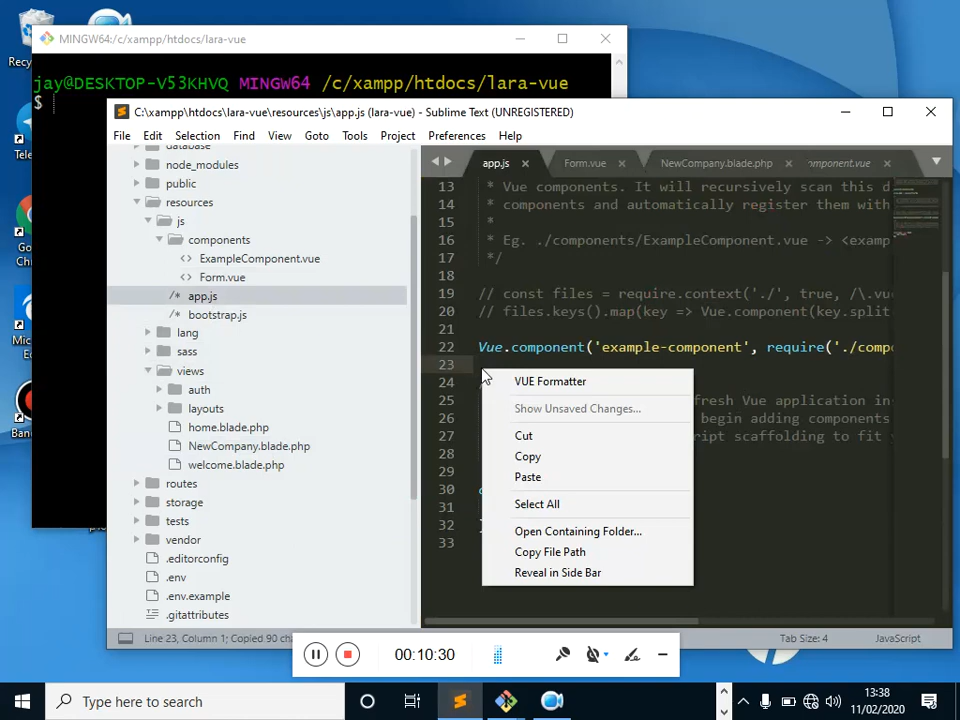 MINGW64:/c/xampp/htdocs/lara-vue
jay@DESKTOP-V53KHVQ MINGW64 /c/xampp/htdocs/lara-vue
$
C:\xampp\htdocs\lara-vue\resources\js\app.js (lara-vue) - Sublime Text (UNREGISTERED)
File Edit Selection Find View Goto Tools Project Preferences Help
database
node_modules
public
resources
js
components
<> ExampleComponent.vue
<> Form.vue
/* app.js
/* bootstrap.js
lang
sass
views
auth
layouts
home.blade.php
NewCompany.blade.php
welcome.blade.php
routes
storage
tests
vendor
.editorconfig
.env
.env.example
.gitattributes
app.js Form.vue NewCompany.blade.php omponent.vue
13 * Vue components. It will recursively scan this d
14 * components and automatically register them with
15 *
16 * Eg. ./components/ExampleComponent.vue -> <examp
17 */
18
19 // const files = require.context('./', true, /\.vu
20 // files.keys().map(key => Vue.component(key.split
21
22 Vue.component('example-component', require('./comp
23
24
25 fresh Vue application in
26 begin adding components
27 ript scaffolding to fit
28
29
30
31
32
33
VUE Formatter
Show Unsaved Changes...
Cut
Copy
Paste
Select All
Open Containing Folder...
Copy File Path
Reveal in Side Bar
Line 23, Column 1; Copied 90 cha
Tab Size: 4
JavaScript
00:10:30
Type here to search
13:38
11/02/2020